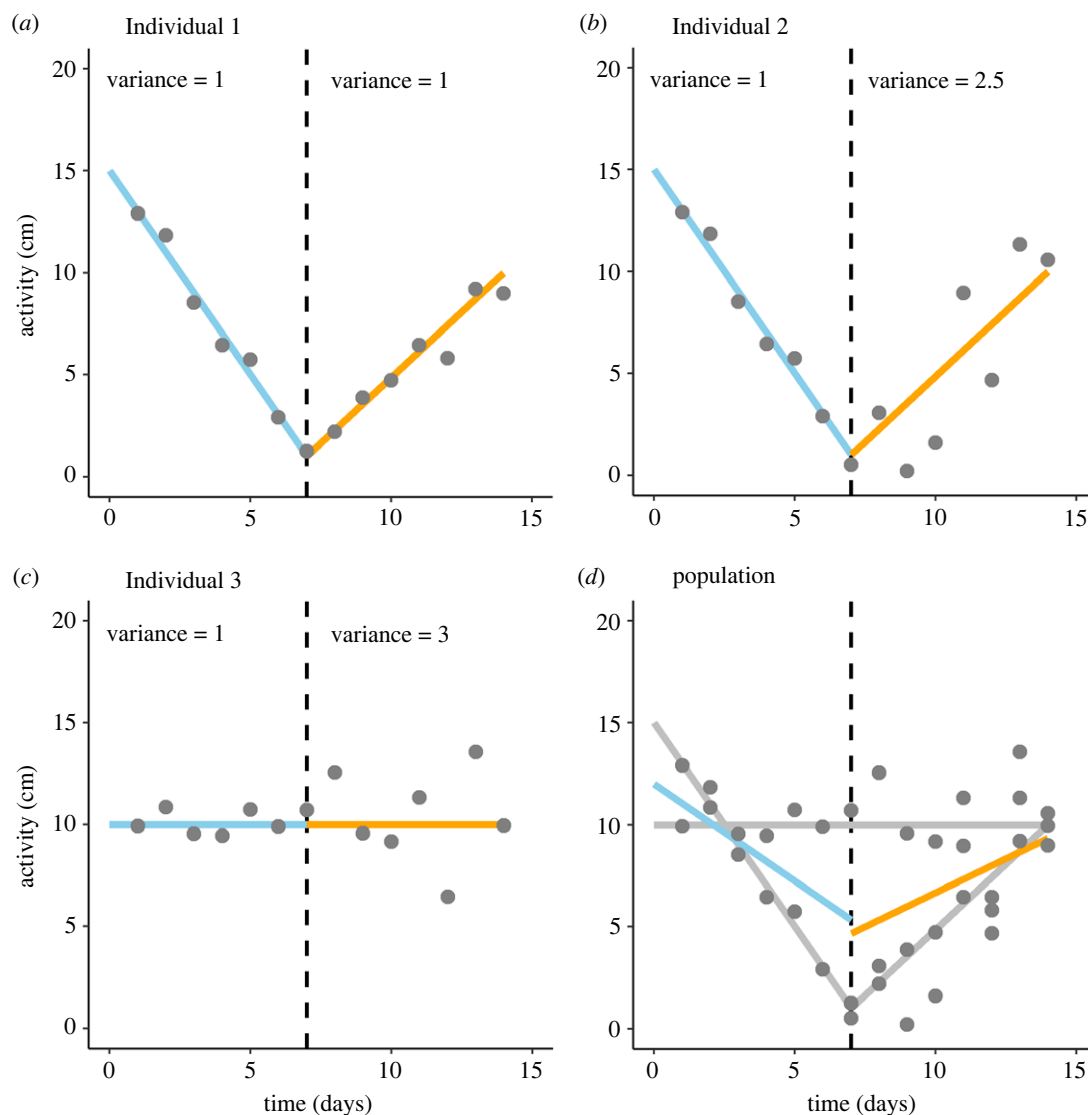 (a) Individual 1
variance = 1 variance = 1
20
15
10
5
0
activity (cm)
0 5 10 15
(b) Individual 2
variance = 1 variance = 2.5
20
15
10
5
0
0 5 10 15
(c) Individual 3
variance = 1 variance = 3
20
15
10
5
0
activity (cm)
0 5 10 15
time (days)
(d) population
20
15
10
5
0
0 5 10 15
time (days)